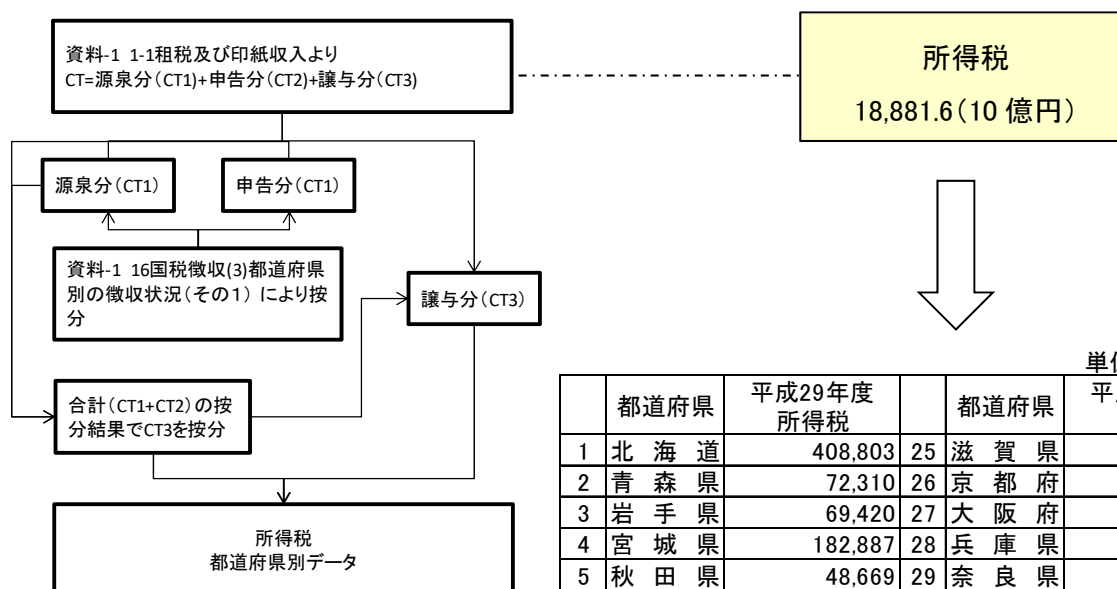 資料-1 1-1租税及び印紙収入より
CT=源泉分(CT1)+申告分(CT2)+譲与分(CT3)
所得税
18,881.6(10 億円)
源泉分(CT1)
申告分(CT1)
資料-1 16国税徴収(3)都道府県
別の徴収状況(その1) により按
分
譲与分(CT3)
合計(CT1+CT2)の按
分結果でCT3を按分
所得税
都道府県別データ
都道府県 平成29年度 都道府県
所得税
1 北海道 408,803 25 滋賀県
2 青森県 72,310 26 京都府
3 岩手県 69,420 27 大阪府
4 宮城県 182,887 28 兵庫県
5 秋田県 48,669 29 奈良県